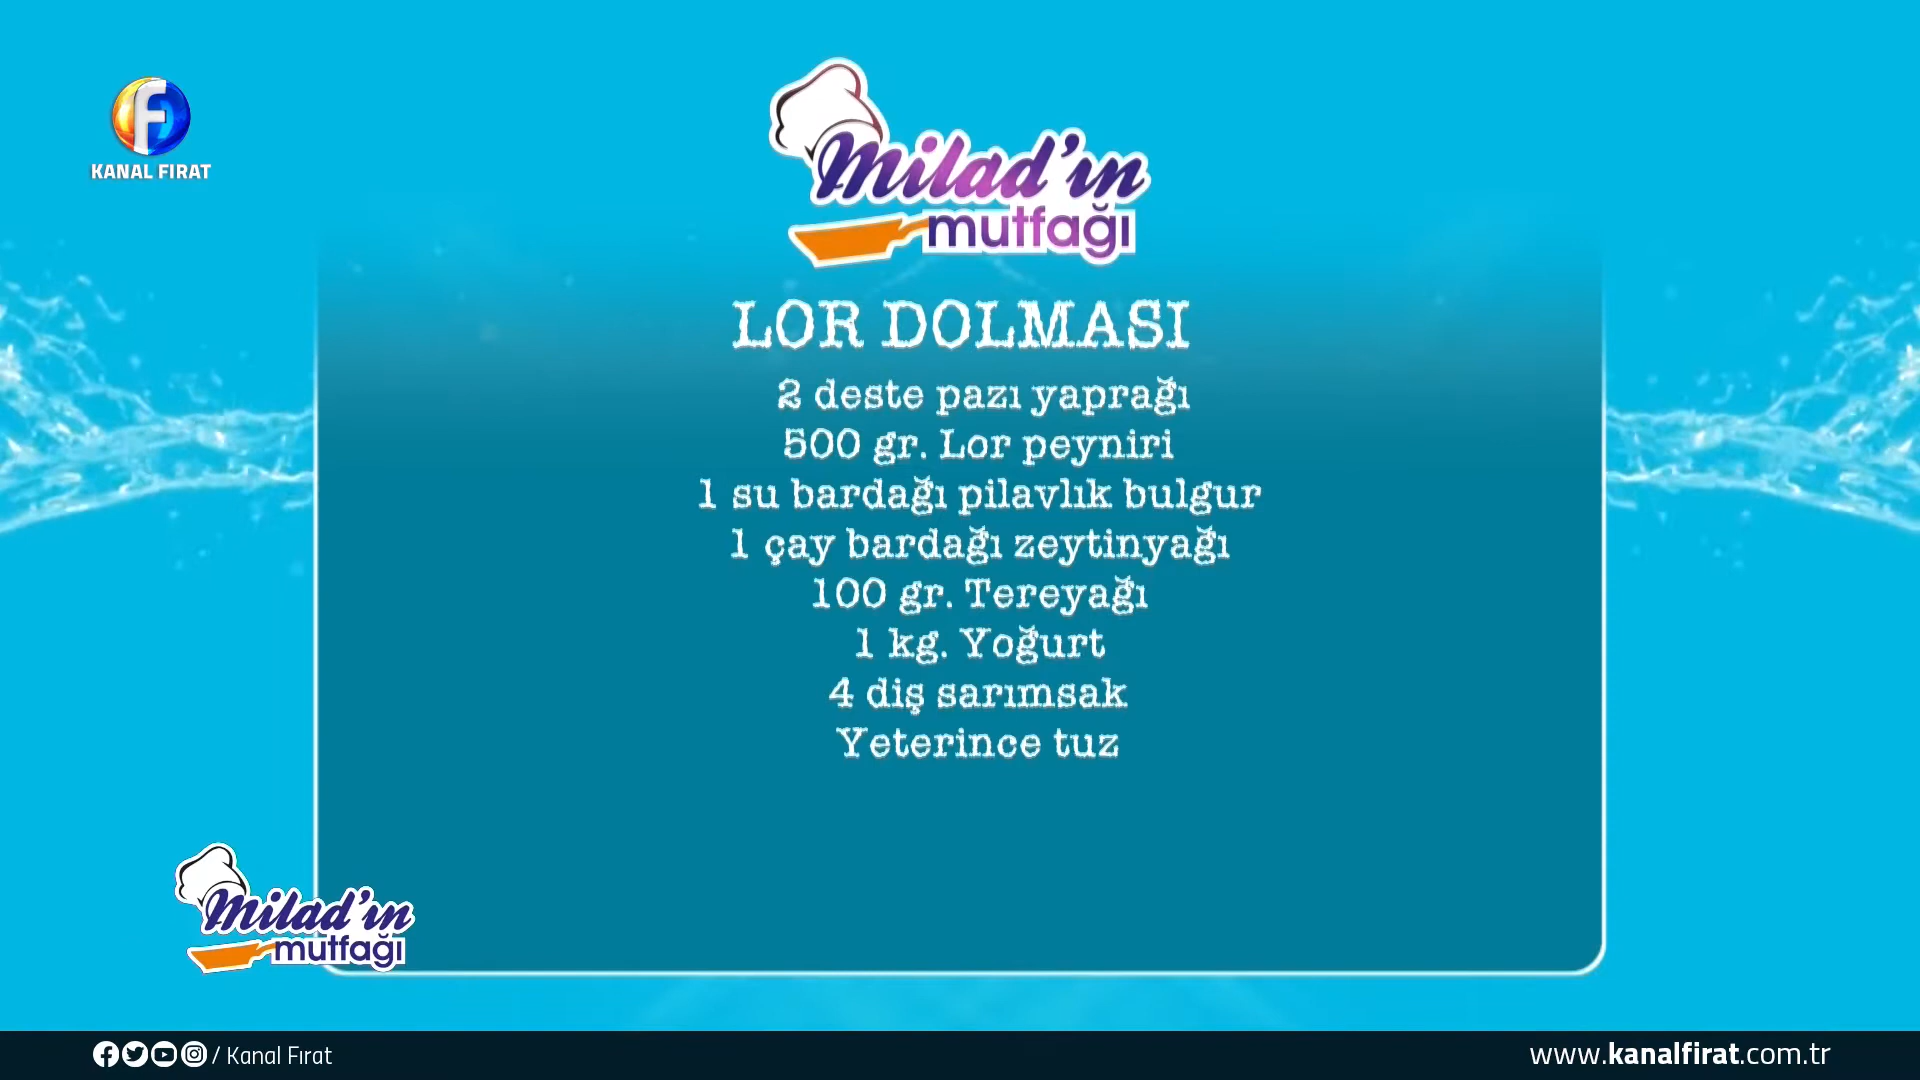 KANAL FIRAT
Milad'ın
mutfağı
LOR DOLMASI
2 deste pazı yaprağı
500 gr. Lor peyniri
1 su bardağı pilavlık bulgur
1 çay bardağı zeytinyağı
100 gr. Tereyağı
1 kg. Yoğurt
4 diş sarımsak
Yeterince tuz
Milad'ın
mutfağı
/ Kanal Fırat
www.kanalfirat.com.tr